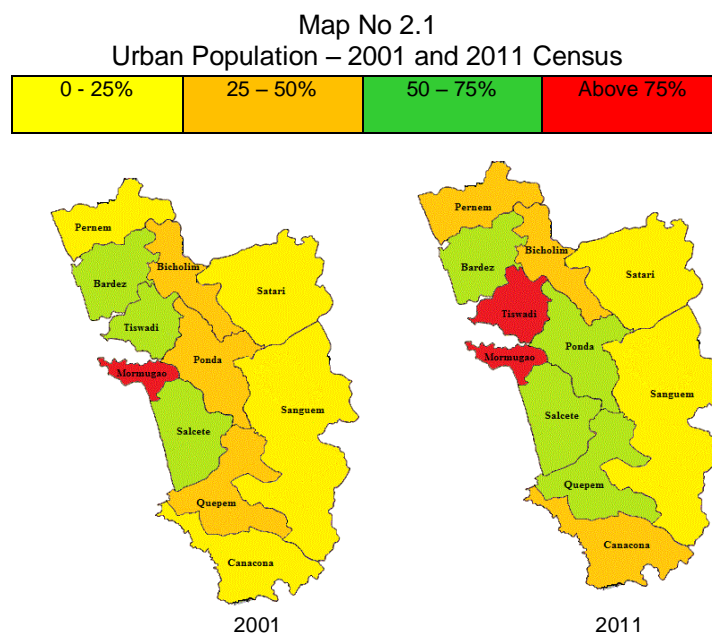 Map No 2.1
Urban Population – 2001 and 2011 Census
0 - 25% 25 – 50% 50 – 75% Above 75%
Pernem
Bicholim
Bardez
Satari
Tiswadi
Ponda
Mormugao
Sanguem
Salcete
Quepem
Canacona
2001
Pernem
Bicholim
Bardez
Satari
Tiswadi
Ponda
Mormugao
Sanguem
Salcete
Quepem
Canacona
2011